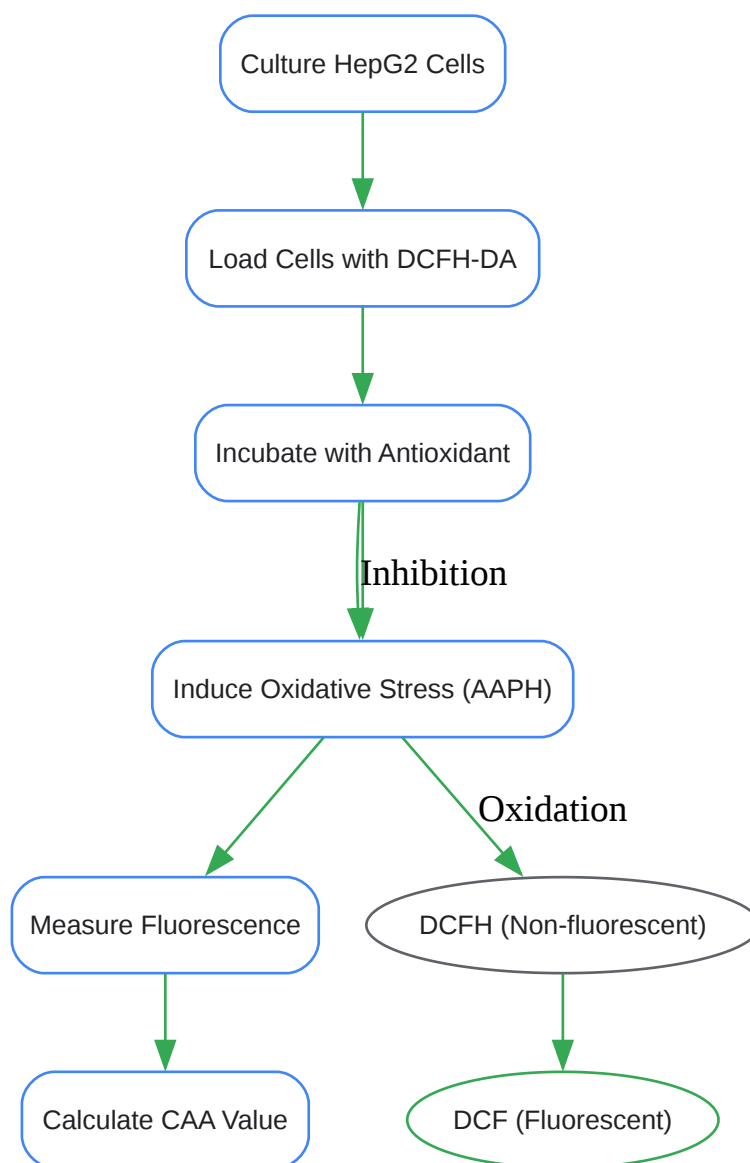 Culture HepG2 Cells
Load Cells with DCFH-DA
Incubate with Antioxidant
Inhibition
Induce Oxidative Stress (AAPH)
Oxidation
Measure Fluorescence
DCFH (Non-fluorescent)
Calculate CAA Value
DCF (Fluorescent)